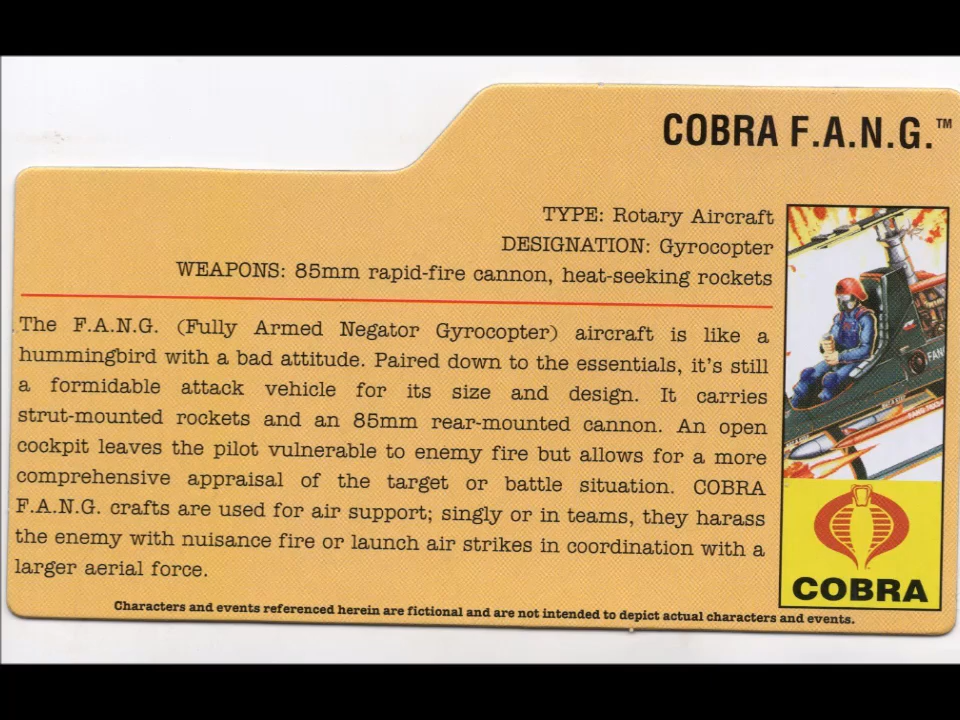 COBRA F.A.N.G.™
TYPE: Rotary Aircraft
DESIGNATION: Gyrocopter
WEAPONS: 85mm rapid-fire cannon, heat-seeking rockets
The F.A.N.G. (Fully Armed Negator Gyrocopter) aircraft is like a
hummingbird with a bad attitude. Paired down to the essentials, it's still
a formidable attack vehicle for its size and design. It carries
strut-mounted rockets and an 85mm rear-mounted cannon. An open
cockpit leaves the pilot vulnerable to enemy fire but allows for a more
comprehensive appraisal of the target or battle situation. COBRA
F.A.N.G. crafts are used for air support; singly or in teams, they harass
the enemy with nuisance fire or launch air strikes in coordination with a
larger aerial force.
FANG
COBRA
Characters and events referenced herein are fictional and are not intended to depict actual characters and events.